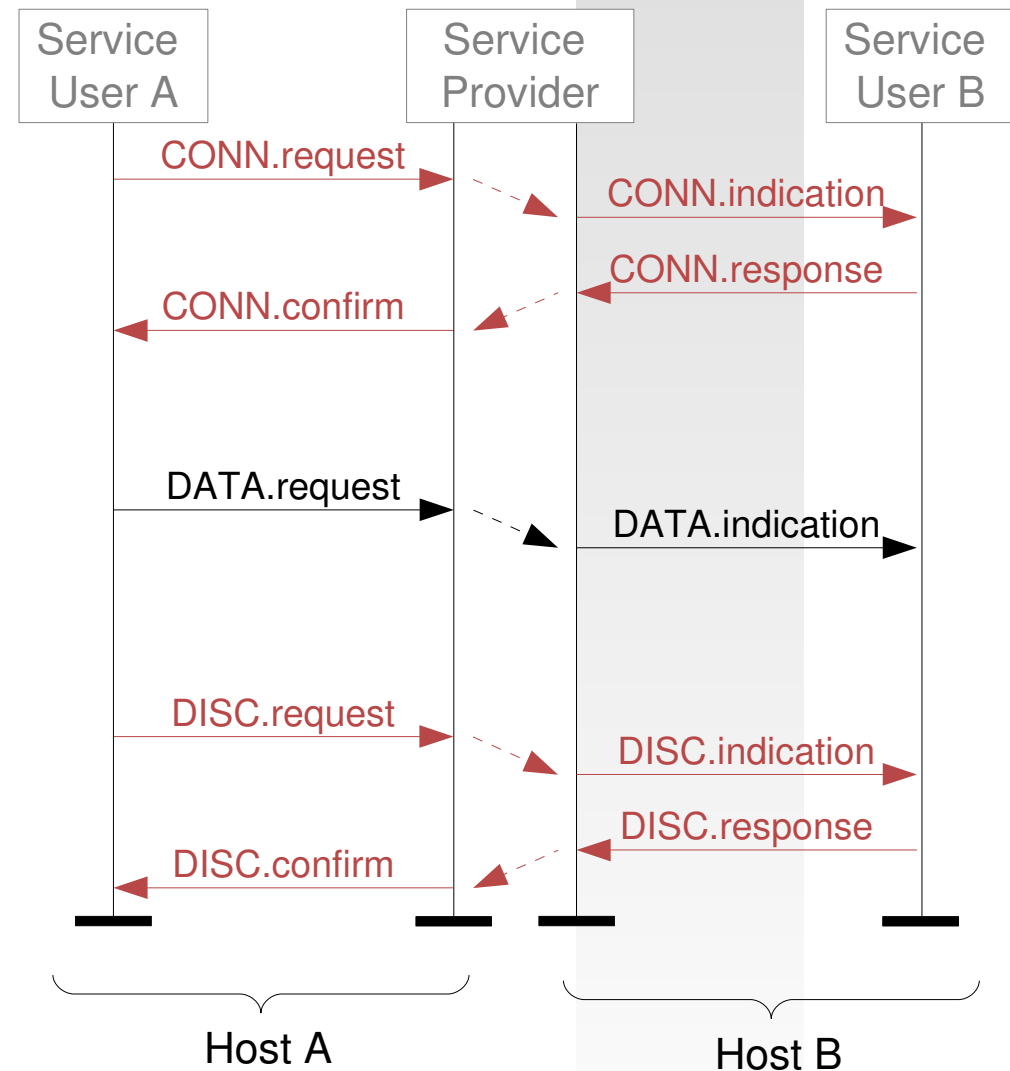 Service
User A
Service
Provider
Service
User B
CONN.request
CONN.indication
CONN.response
CONN.confirm
DATA.request
DATA.indication
DISC.request
DISC.indication
DISC.response
DISC.confirm
Host A
Host B